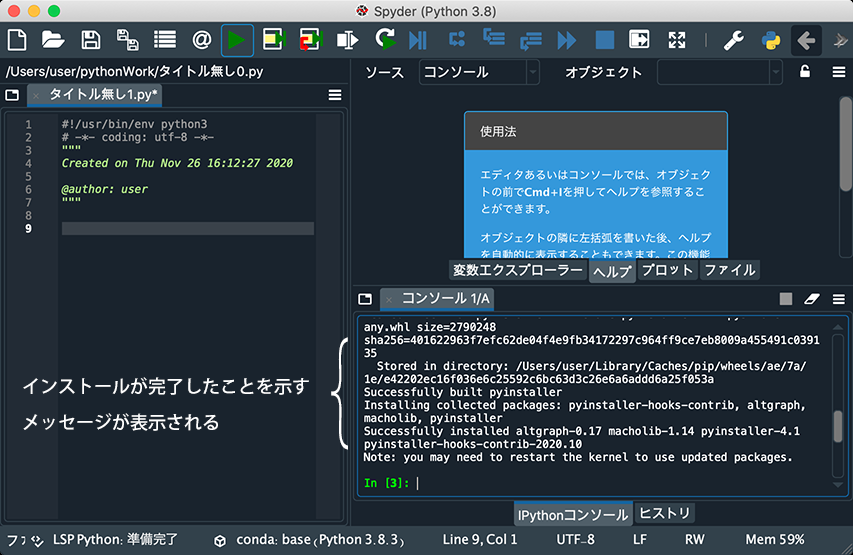 Spyder (Python 3.8)
/Users/user/pythonWork/タイトル無し0.py
ソース コンソール オブジェクト
タイトル無し1.py*
1 #!/usr/bin/env python3
2 # -*- coding: utf-8 -*-
3 """
4 Created on Thu Nov 26 16:12:27 2020
5
6 @author: user
7 """
8
9
使用法
エディタあるいはコンソールでは、オブジェク
トの前でCmd+Iを押してヘルプを参照するこ
とができます。
オブジェクトの隣に左括弧を書いた後、ヘルプ
を自動的に表示することもできます。この機能
変数エクスプローラー ヘルプ プロット ファイル
コンソール 1/A
any.whl size=2790248
sha256=401622963f7efc62de04f4e9fb34172297c964ff9ce7eb8009a455491c0391
35
Stored in directory: /Users/user/Library/Caches/pip/wheels/ae/7a/
1e/e42202ec16f036e6c25592c6bc63d3c26e6a6addd6a25f053a
Successfully built pyinstaller
Installing collected packages: pyinstaller-hooks-contrib, altgraph,
macholib, pyinstaller
Successfully installed altgraph-0.17 macholib-1.14 pyinstaller-4.1
pyinstaller-hooks-contrib-2020.10
Note: you may need to restart the kernel to use updated packages.
In [3]:
インストールが完了したことを示す
メッセージが表示される
IPythonコンソール ヒストリ
LSP Python: 準備完了 conda: base (Python 3.8.3) Line 9, Col 1 UTF-8 LF RW Mem 59%